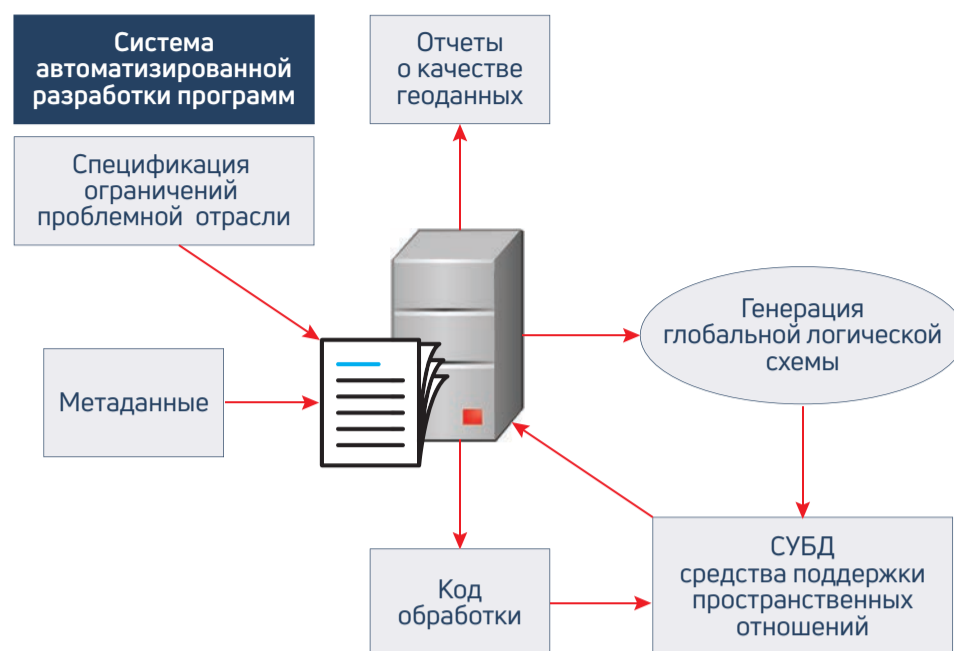 Система
автоматизированной
разработки программ
Отчеты
о качестве
геоданных
Спецификация
ограничений
проблемной отрасли
Генерация
глобальной логической
схемы
Метаданные
СУБД
средства поддержки
пространственных
отношений
Код
обработки